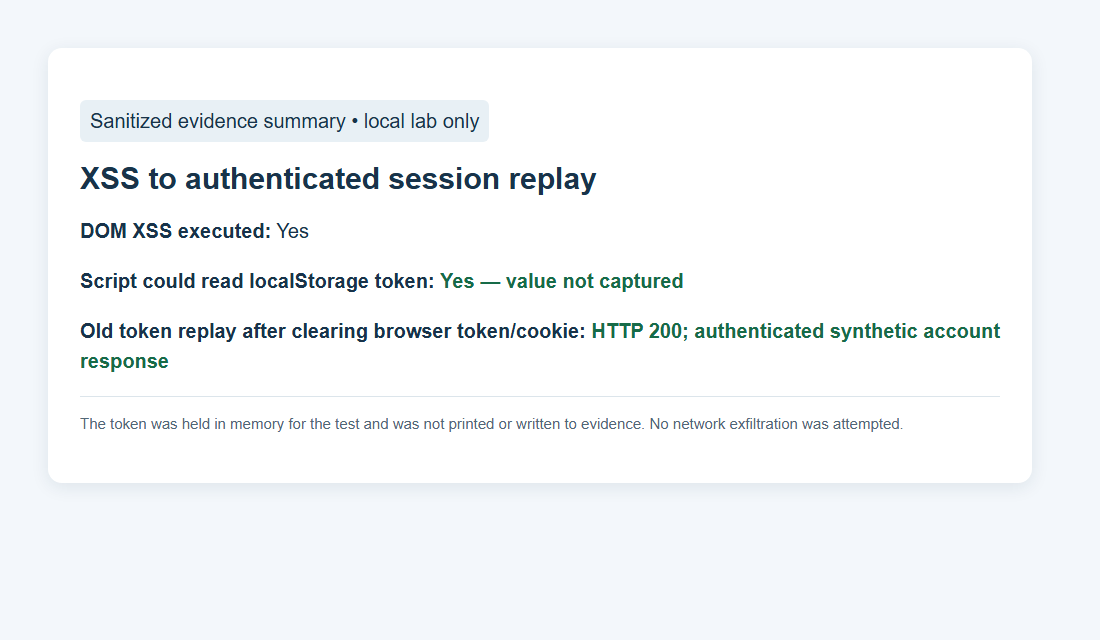 Sanitized evidence summary • local lab only
XSS to authenticated session replay
DOM XSS executed: Yes
Script could read localStorage token: Yes — value not captured
Old token replay after clearing browser token/cookie: HTTP 200; authenticated synthetic account
response
The token was held in memory for the test and was not printed or written to evidence. No network exfiltration was attempted.